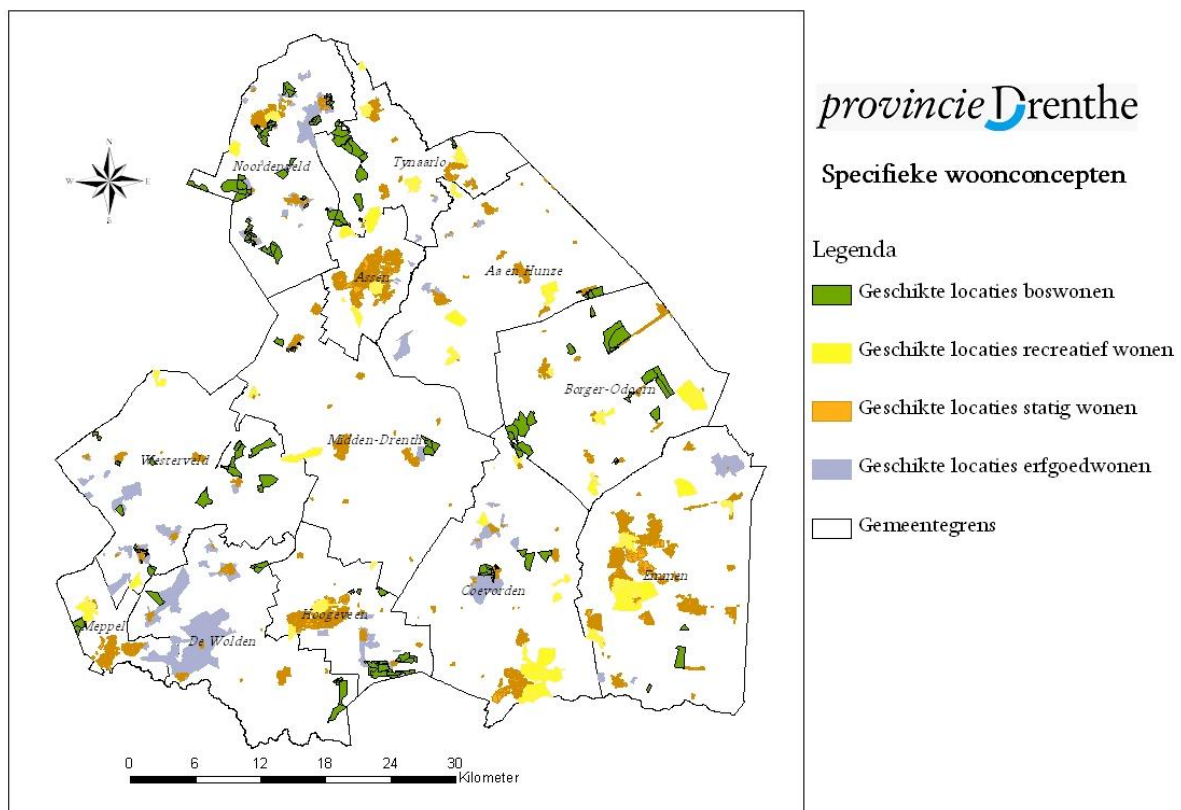 provincie Drenthe
Specifieke woonconcepten
Legenda
Geschikte locaties boswonen
Geschikte locaties recreatief wonen
Geschikte locaties statig wonen
Geschikte locaties erfgoedwonen
Gemeentegrens
N
W E
S
Noordenveld
Tynaarlo
Assen
Aa en Hunze
Borger-Odoorn
Midden-Drenthe
Westerveld
Emmen
Coevorden
Hoogeveen
Meppel
De Wolden
0 6 12 18 24 30
Kilometer